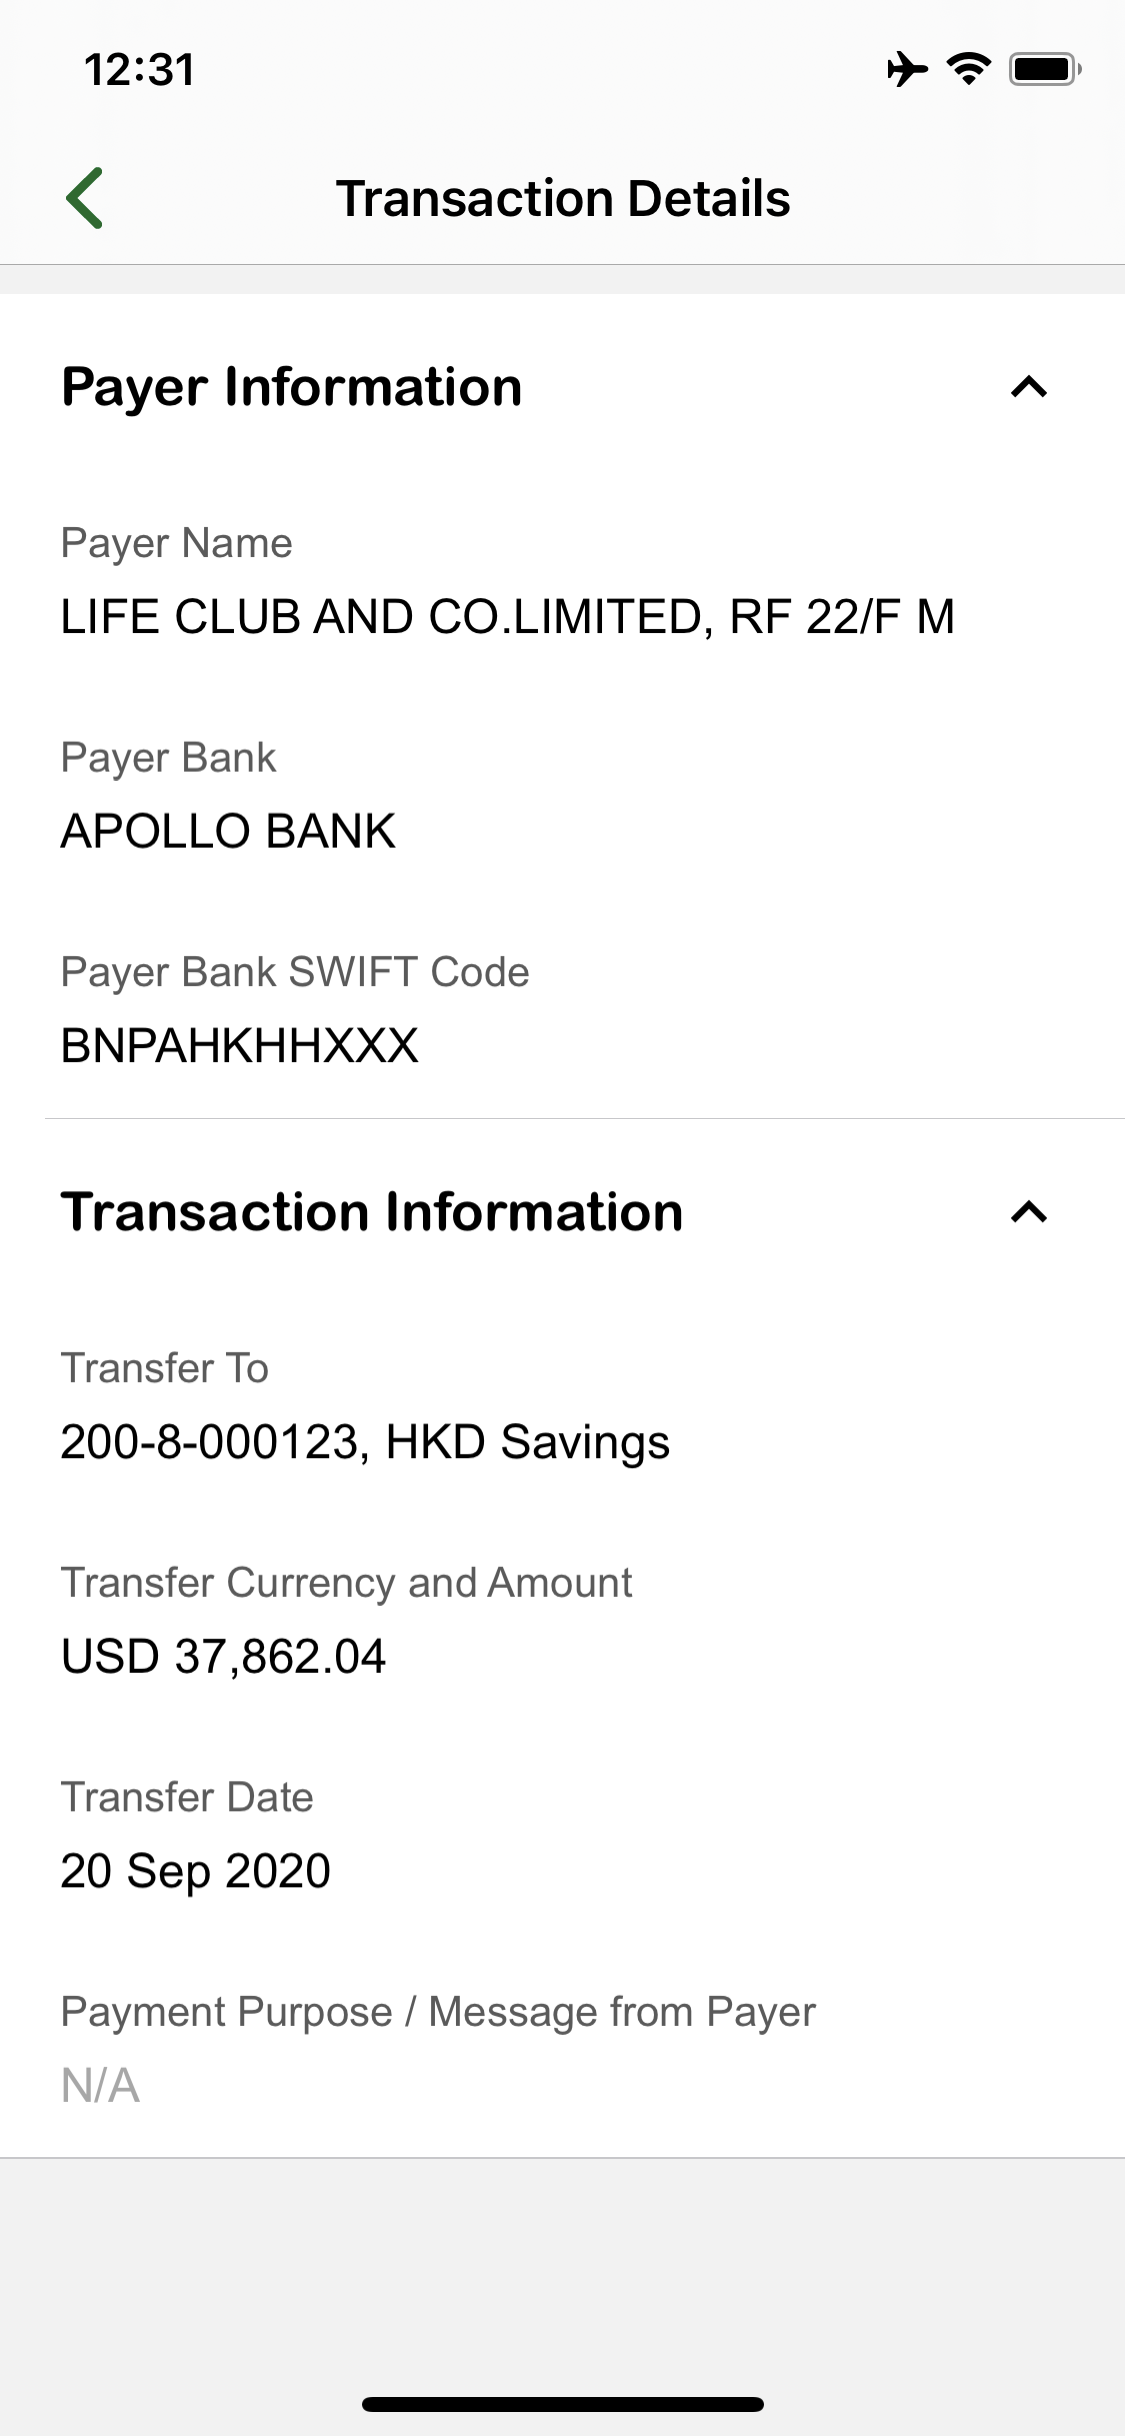 12:31
Transaction Details
Payer Information
Payer Name
LIFE CLUB AND CO.LIMITED, RF 22/F M
Payer Bank
APOLLO BANK
Payer Bank SWIFT Code
BNPAHKHHXXX
Transaction Information
Transfer To
200-8-000123, HKD Savings
Transfer Currency and Amount
USD 37,862.04
Transfer Date
20 Sep 2020
Payment Purpose / Message from Payer
N/A